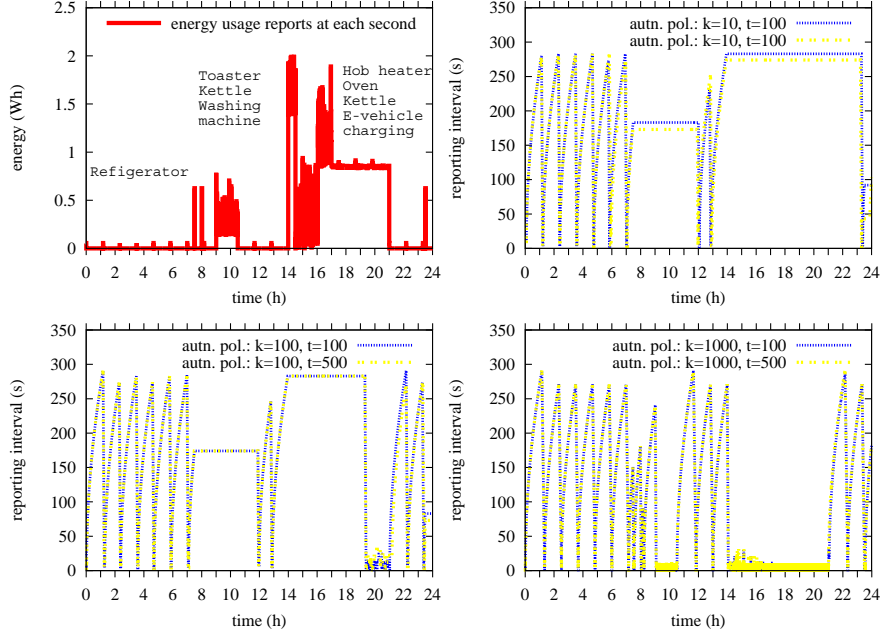 energy usage reports at each second
energy (Wh)
2.5
2
1.5
1
0.5
0
Toaster
Kettle
Washing
machine
Hob heater
Oven
Kettle
E-vehicle
charging
Refigerator
0 2 4 6 8 10 12 14 16 18 20 22 24
time (h)
autn. pol.: k=10, t=100
autn. pol.: k=10, t=100
reporting interval (s)
350
300
250
200
150
100
50
0
0 2 4 6 8 10 12 14 16 18 20 22 24
time (h)
autn. pol.: k=100, t=100
autn. pol.: k=100, t=500
reporting interval (s)
350
300
250
200
150
100
50
0
0 2 4 6 8 10 12 14 16 18 20 22 24
time (h)
autn. pol.: k=1000, t=100
autn. pol.: k=1000, t=500
reporting interval (s)
350
300
250
200
150
100
50
0
0 2 4 6 8 10 12 14 16 18 20 22 24
time (h)